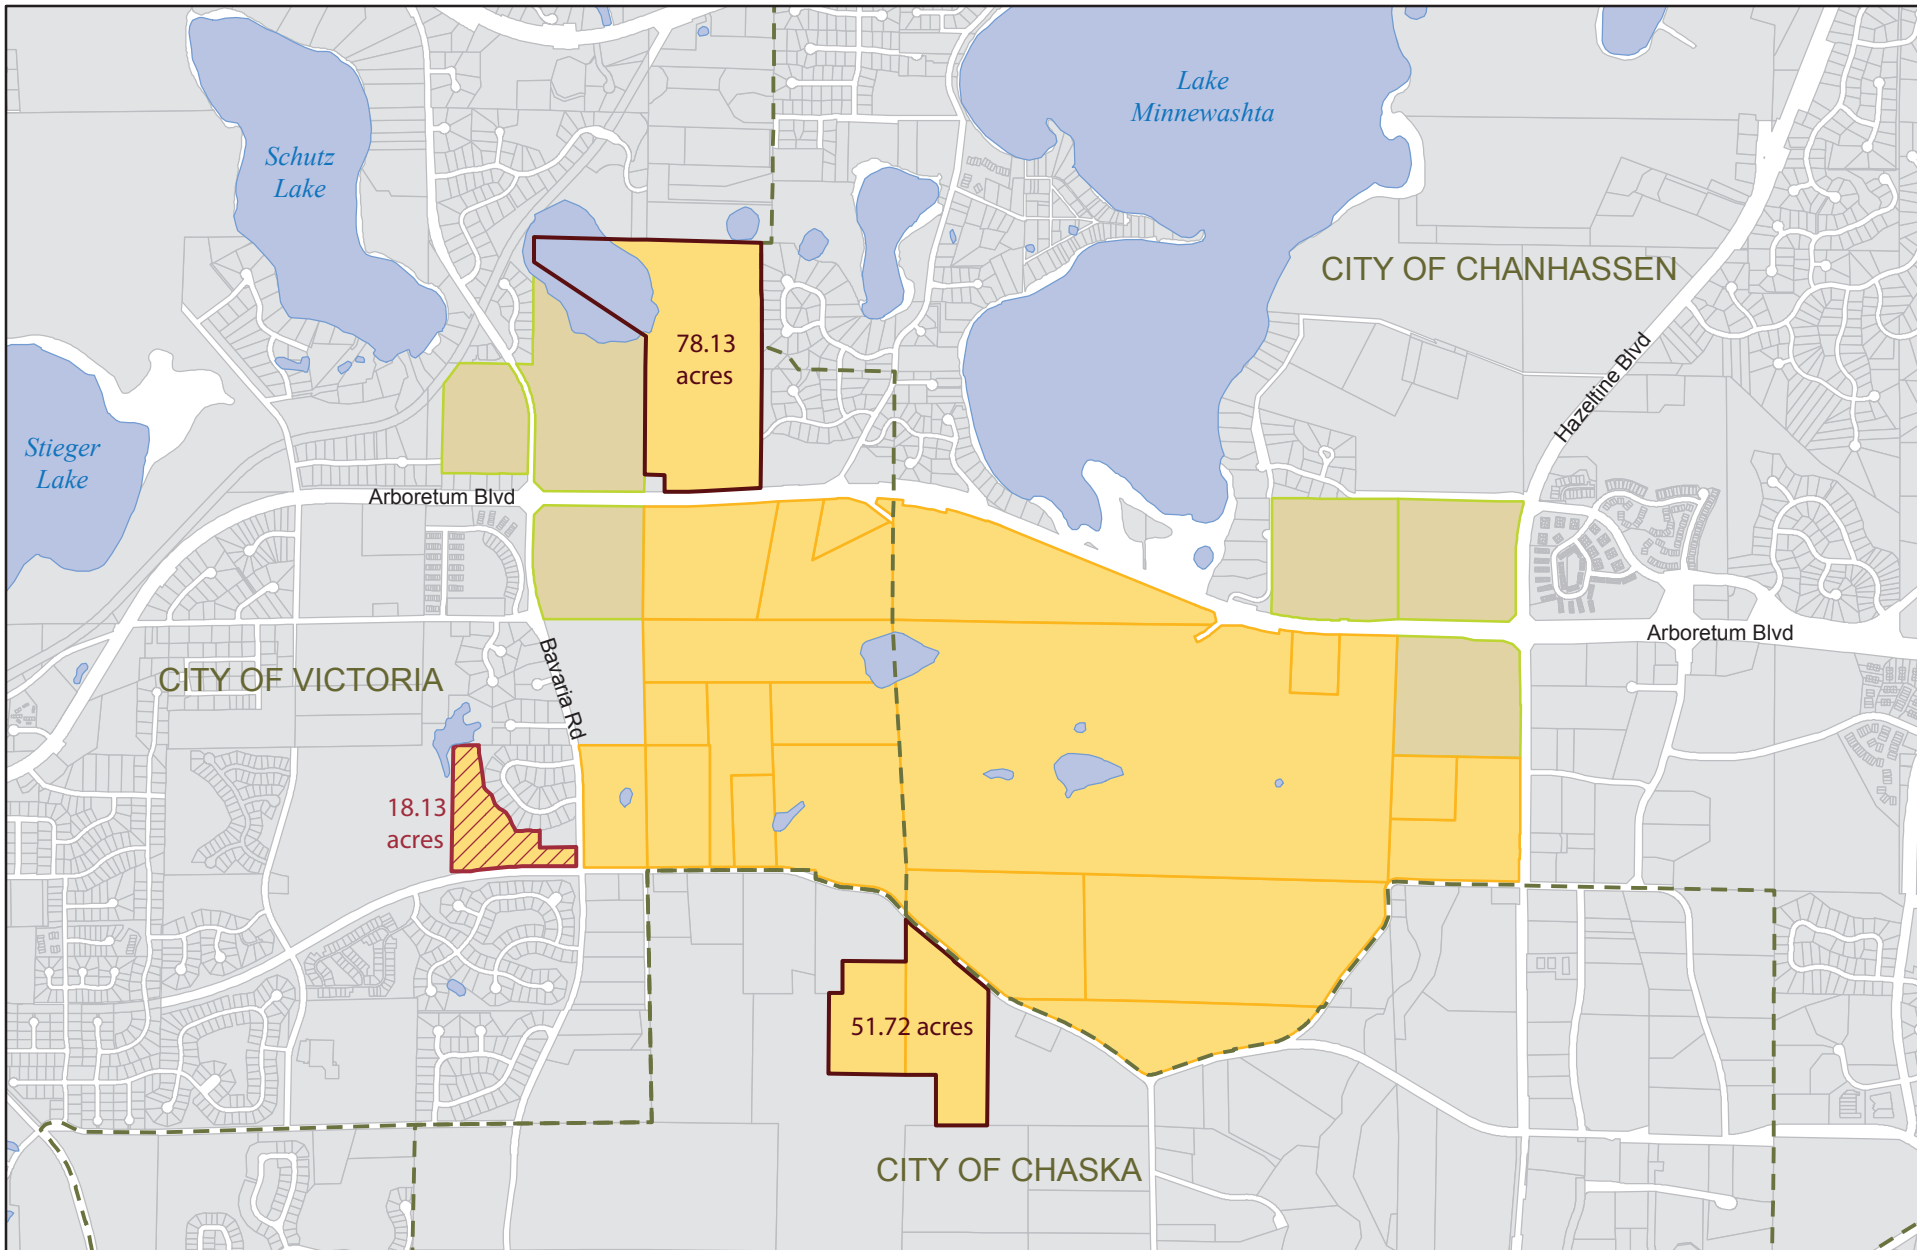 Lake
Minnewashta
Schutz
Lake
CITY OF CHANHASSEN
78.13
acres
Hazeltine Blvd
Stieger
Lake
Arboretum Blvd
Arboretum Blvd
Bavaria Rd
CITY OF VICTORIA
18.13
acres
51.72 acres
CITY OF CHASKA